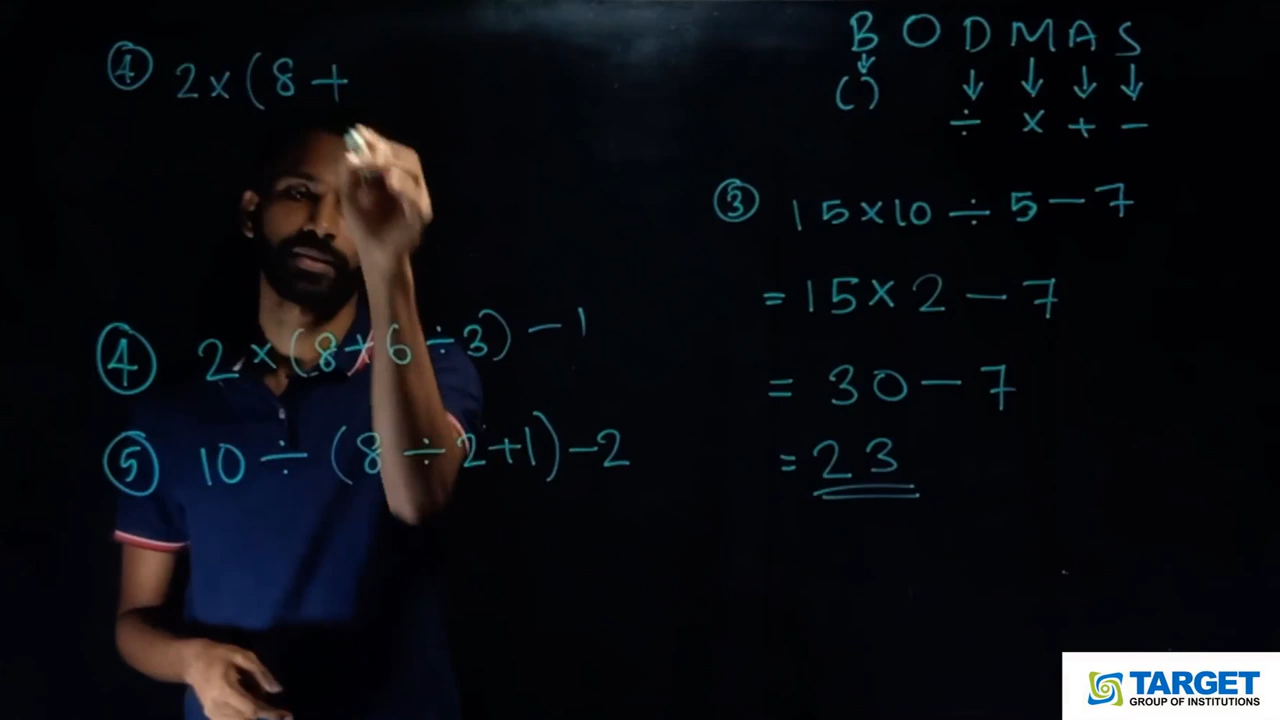 ④ 2 × ( 8 +
④ 2 × ( 8 + 6 ÷ 3 ) − 1
⑤ 10 ÷ ( 8 ÷ 2 + 1 ) − 2
B O D M A S
↓ ↓ ↓ ↓ ↓
( ) ÷ × + −
③ 15 × 10 ÷ 5 − 7
= 15 × 2 − 7
= 30 − 7
= 23
TARGET
GROUP OF INSTITUTIONS